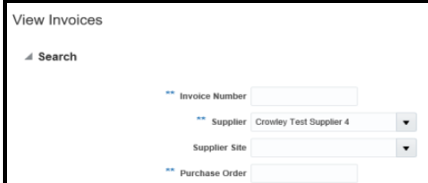 View Invoices
Search
** Invoice Number
** Supplier Crowley Test Supplier 4
Supplier Site
** Purchase Order